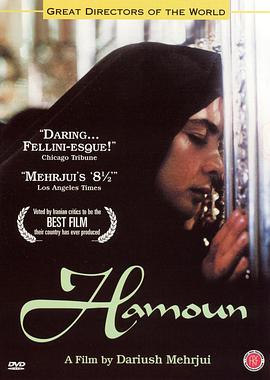 GREAT DIRECTORS OF THE WORLD
"DARING...
FELLINI-ESQUE!"
Chicago Tribune
"MEHRJUI'S '8½'"
Los Angeles Times
Voted by Iranian critics to be the
BEST FILM
their country has ever produced
Hamoun
DVD
A Film by Dariush Mehrjui